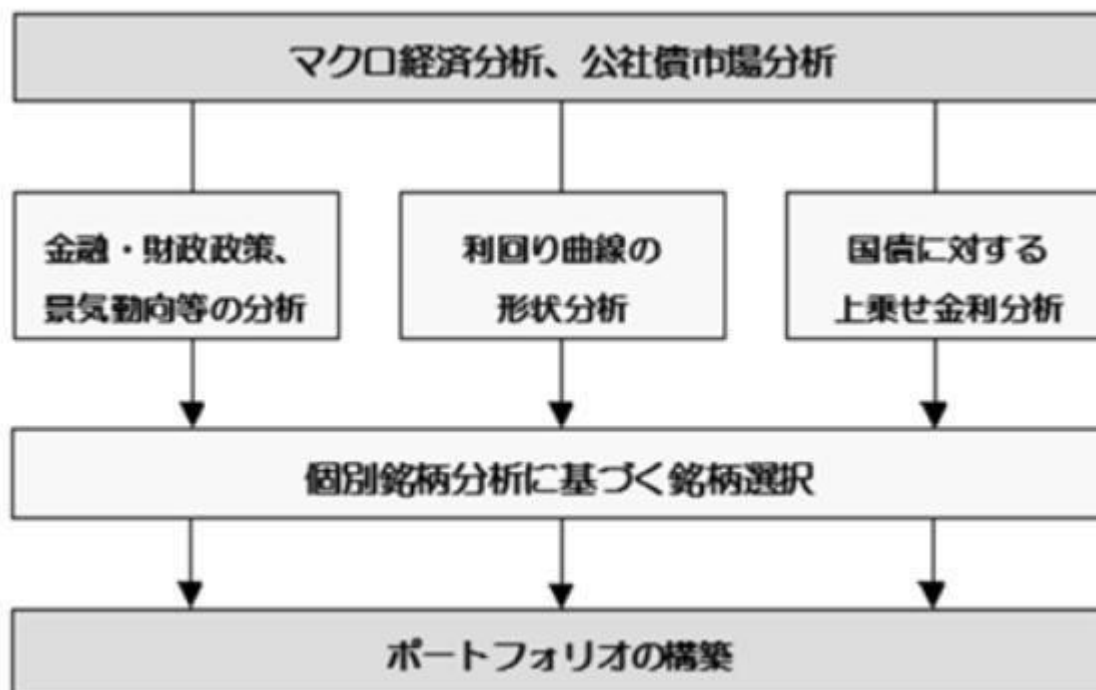 マクロ経済分析、公社債市場分析
金融・財政政策、
景気動向等の分析
利回り曲線の
形状分析
国債に対する
上乗せ金利分析
個別銘柄分析に基づく銘柄選択
ポートフォリオの構築